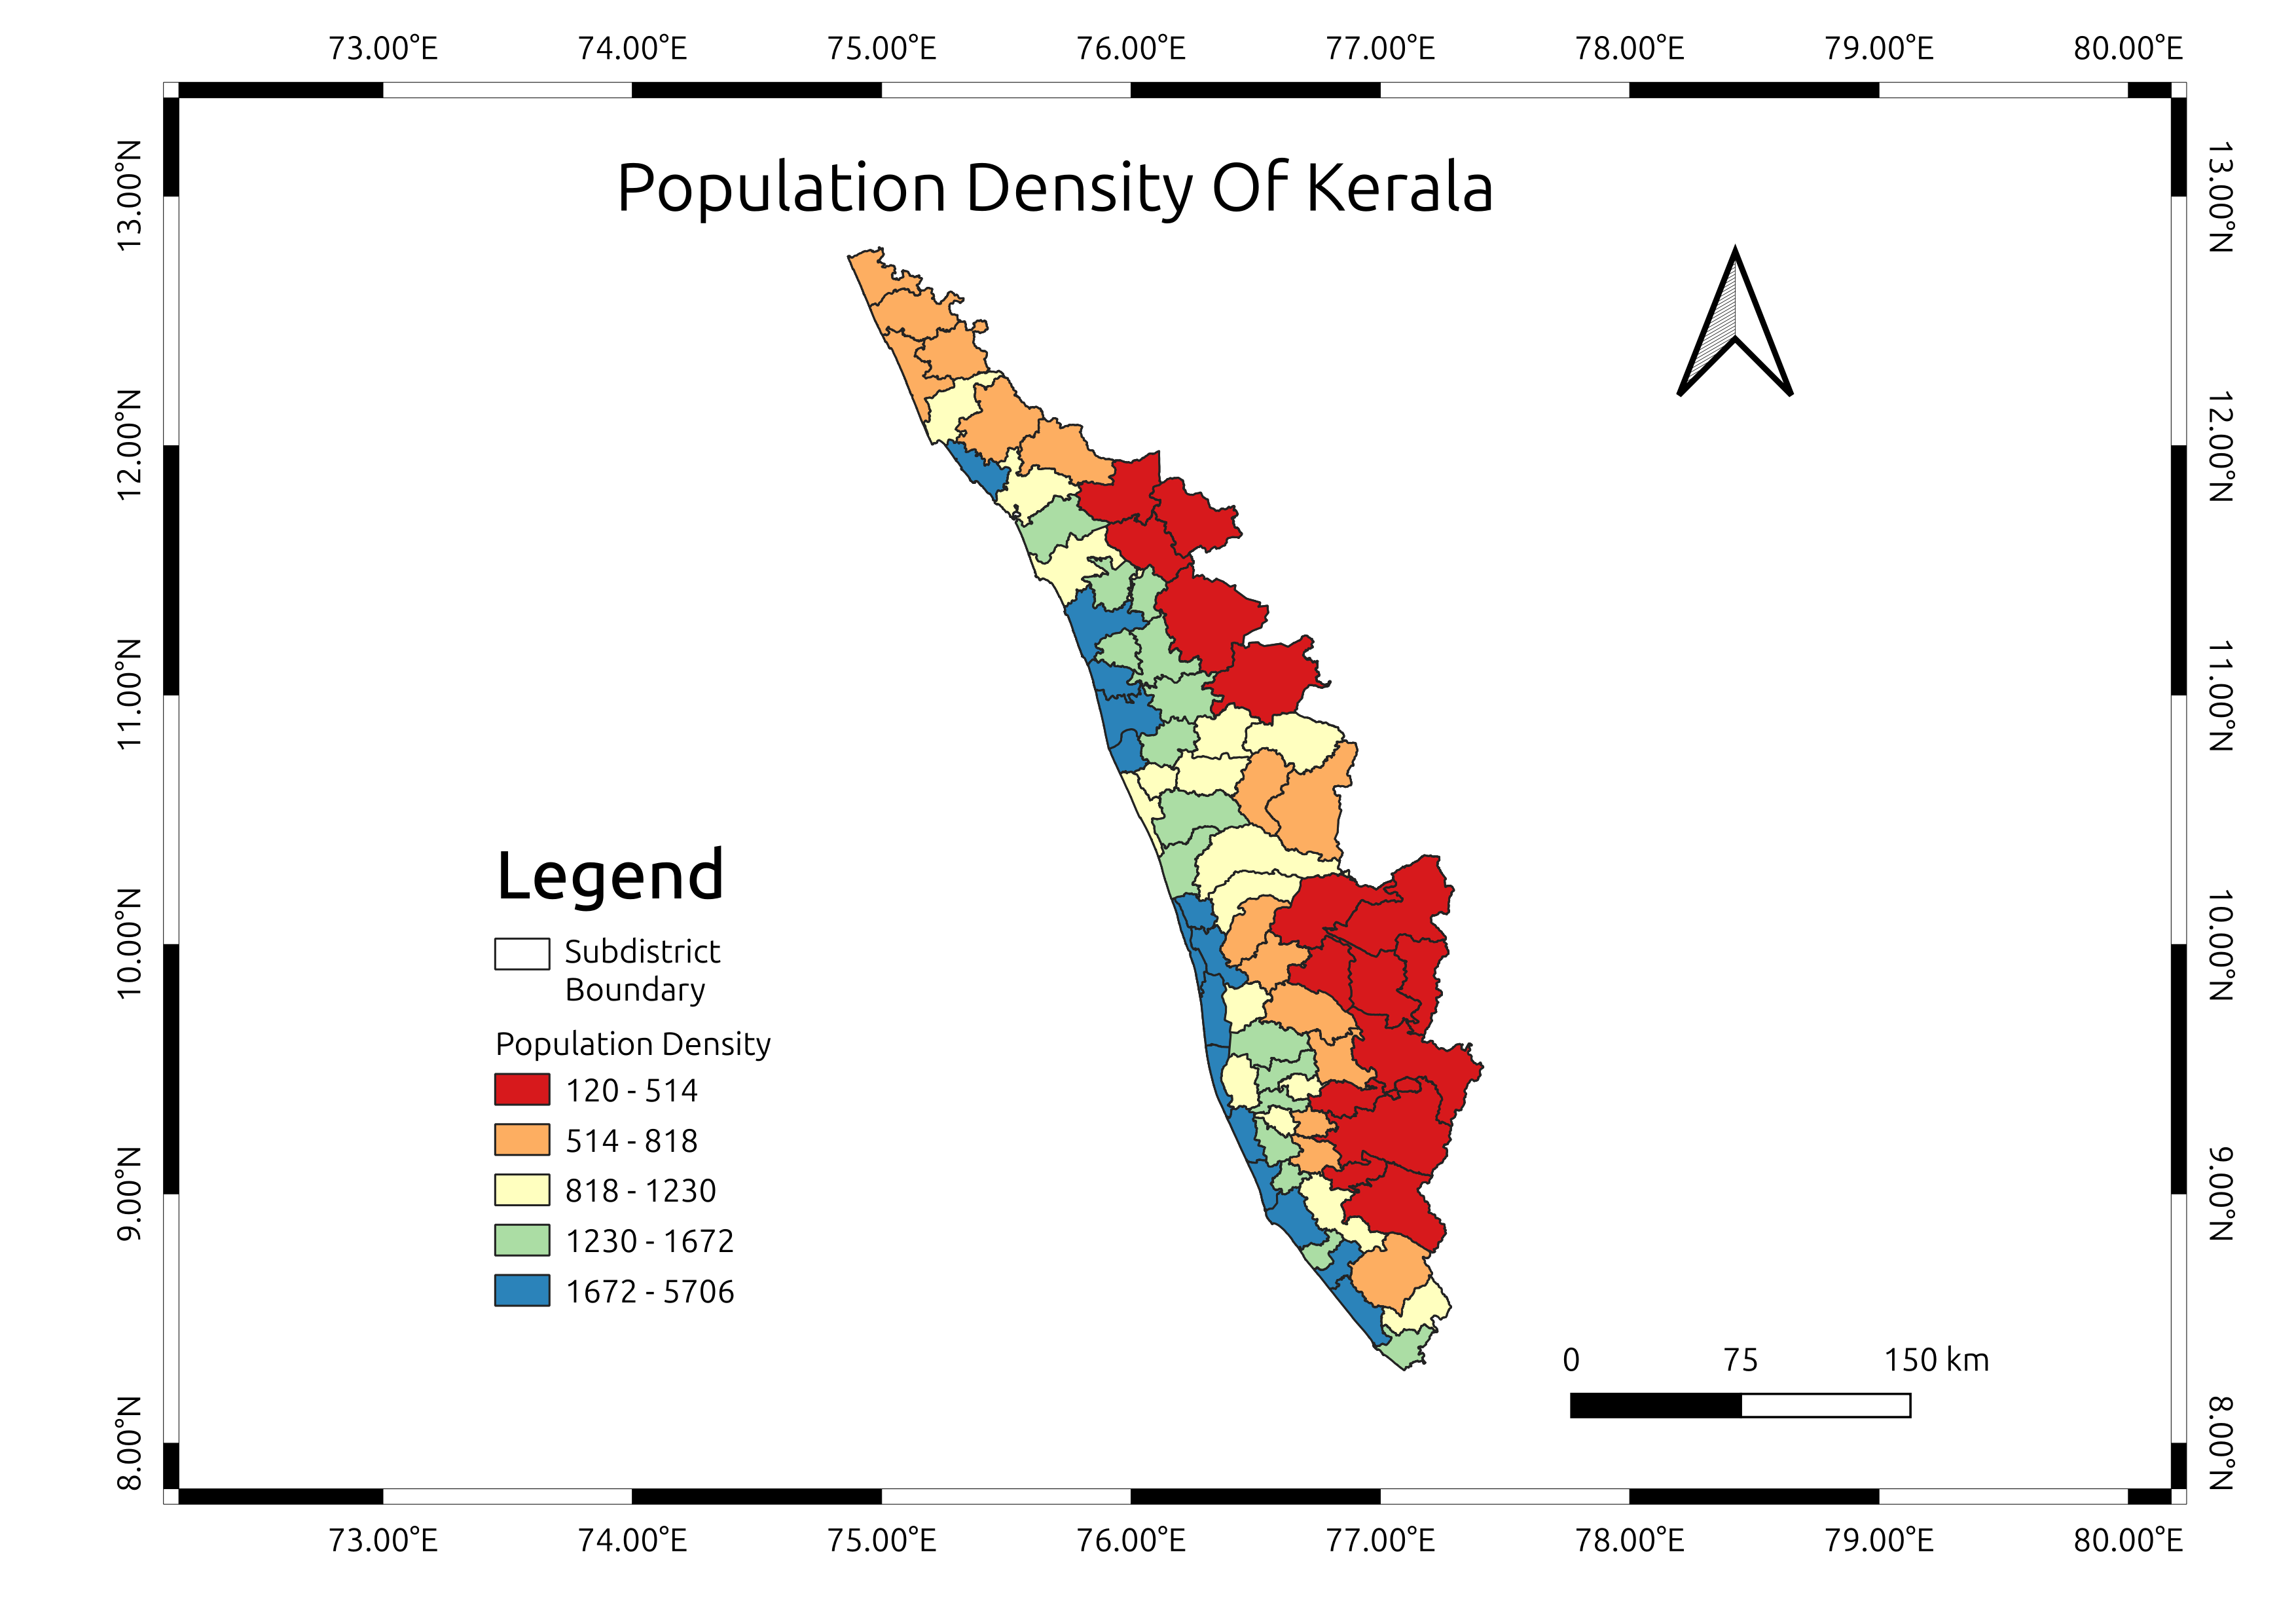 73.00°E 74.00°E 75.00°E 76.00°E 77.00°E 78.00°E 79.00°E 80.00°E
Population Density Of Kerala
13.00°N
12.00°N
11.00°N
10.00°N
9.00°N
8.00°N
13.00°N
12.00°N
11.00°N
10.00°N
9.00°N
8.00°N
Legend
Subdistrict
Boundary
Population Density
120 - 514
514 - 818
818 - 1230
1230 - 1672
1672 - 5706
0 75 150 km
73.00°E 74.00°E 75.00°E 76.00°E 77.00°E 78.00°E 79.00°E 80.00°E